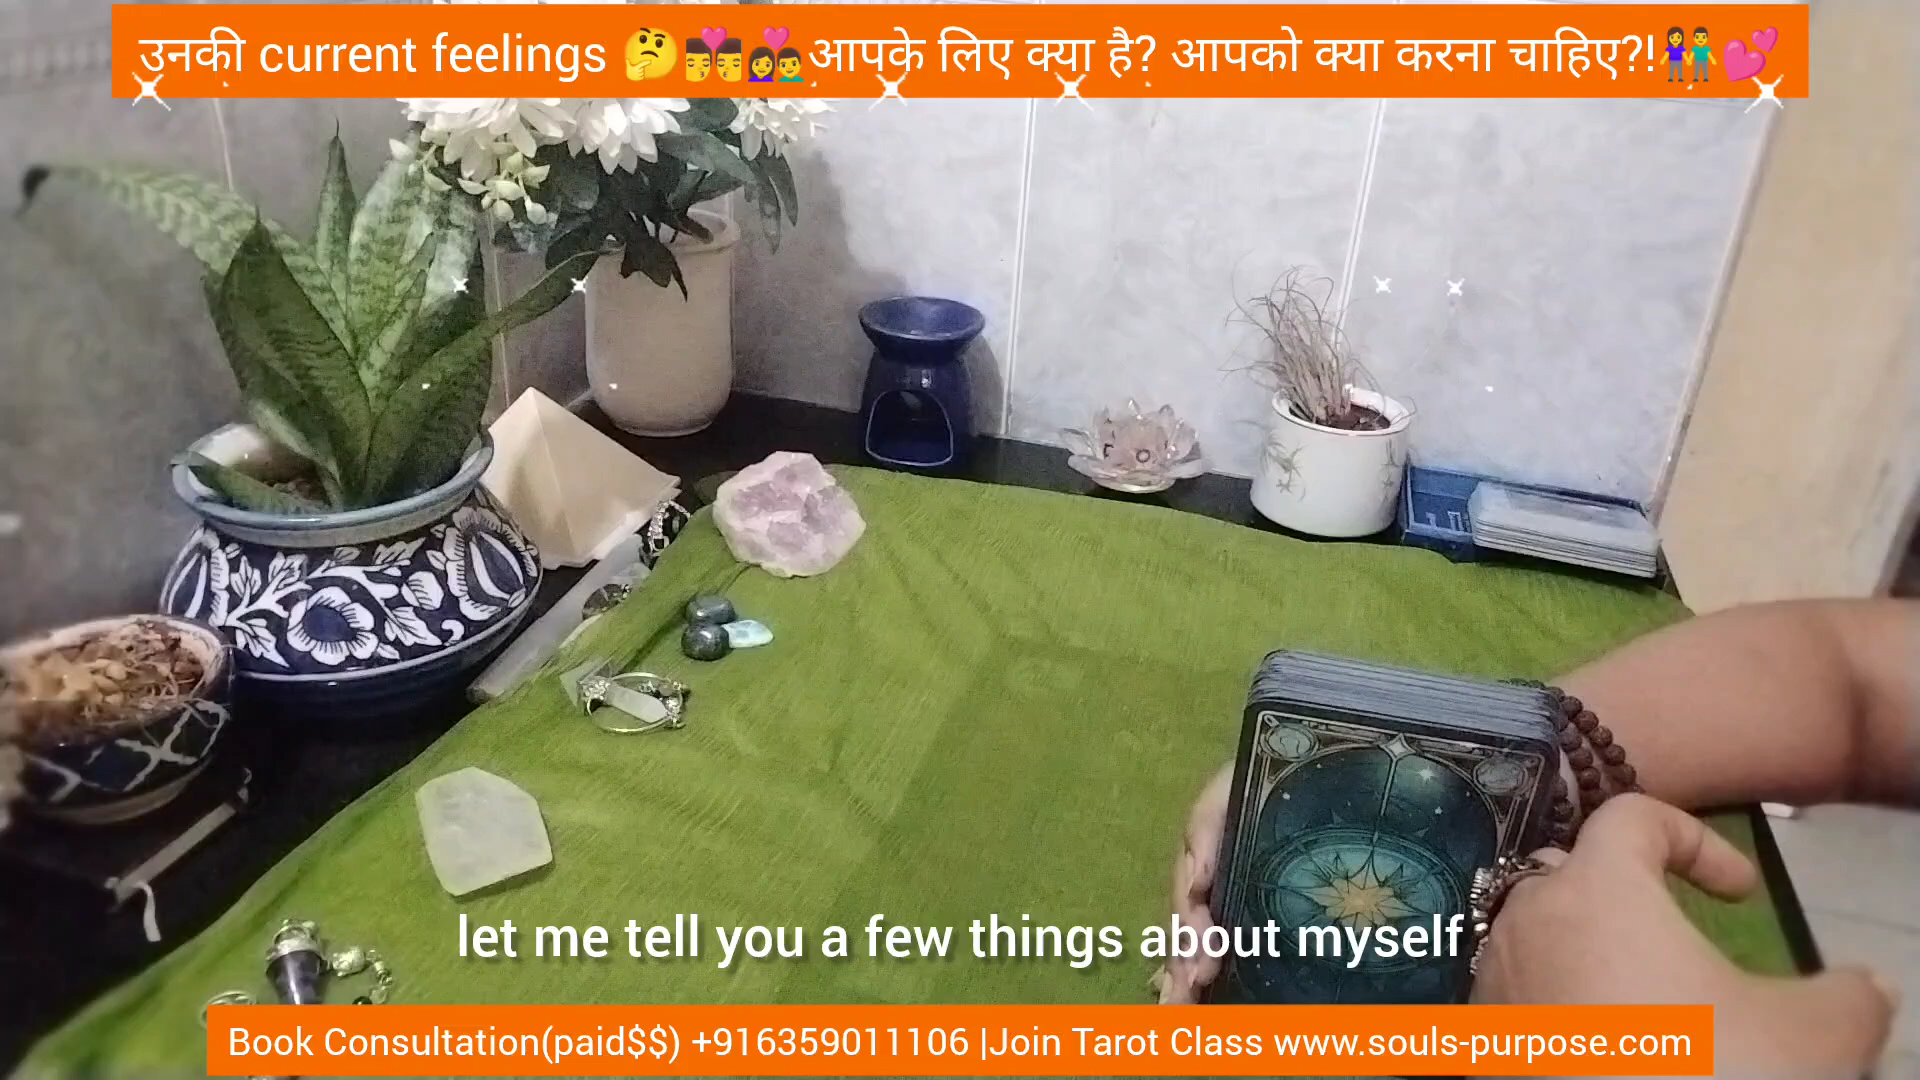 उनकी current feelings 🤔👩‍❤️‍💋‍👨👩‍❤️‍👨आपके लिए क्या है? आपको क्या करना चाहिए?!👫💕
let me tell you a few things about myself
Book Consultation(paid$$) +916359011106 |Join Tarot Class www.souls-purpose.com